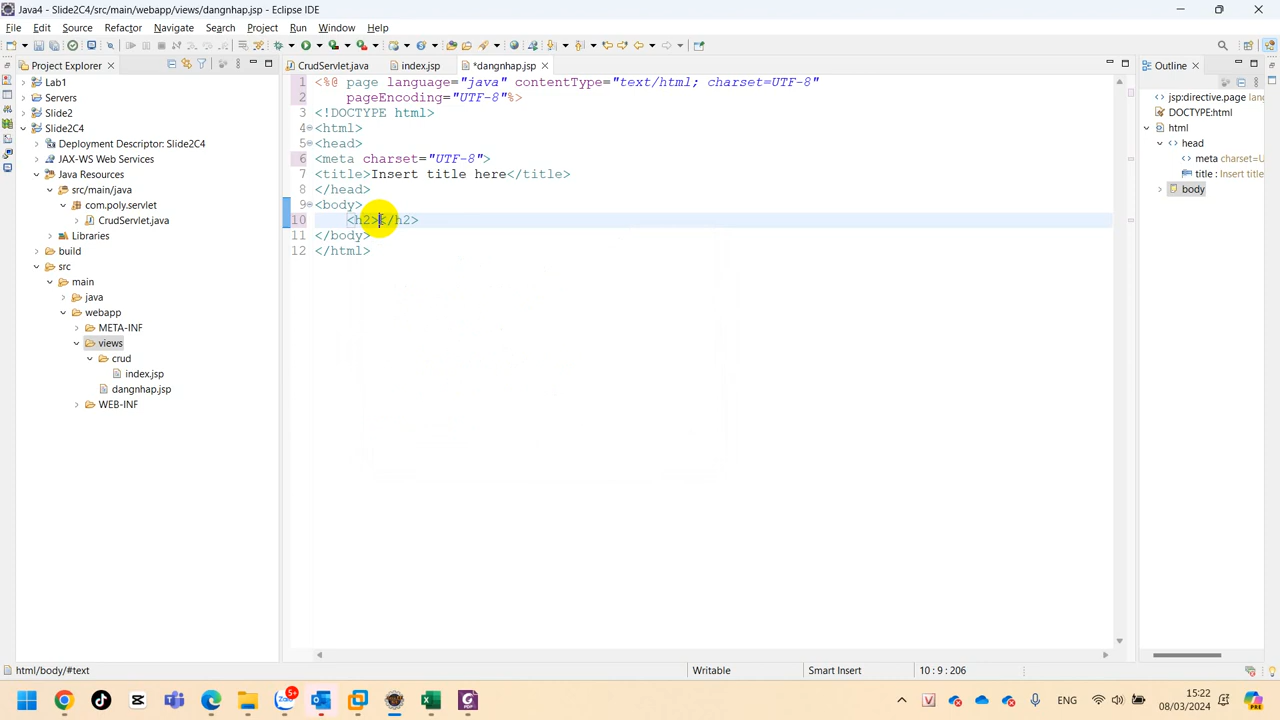 Java4 - Slide2C4/src/main/webapp/views/dangnhap.jsp - Eclipse IDE
File Edit Source Refactor Navigate Search Project Run Window Help
Project Explorer
CrudServlet.java
index.jsp
*dangnhap.jsp
Outline
Lab1
Servers
Slide2
Slide2C4
Deployment Descriptor: Slide2C4
JAX-WS Web Services
Java Resources
src/main/java
com.poly.servlet
CrudServlet.java
Libraries
build
src
main
java
webapp
META-INF
views
crud
index.jsp
dangnhap.jsp
WEB-INF
1 <%@ page language="java" contentType="text/html; charset=UTF-8"
2 pageEncoding="UTF-8"%>
3 <!DOCTYPE html>
4 <html>
5 <head>
6 <meta charset="UTF-8">
7 <title>Insert title here</title>
8 </head>
9 <body>
10 <h2></h2>
11 </body>
12 </html>
jsp:directive.page
DOCTYPE:html
html
head
meta charset=U
title : Insert title
body
html/body/#text
Writable
Smart Insert
10 : 9 : 206
Zalo
5+
PDF
V
ENG
15:22
08/03/2024
PRE